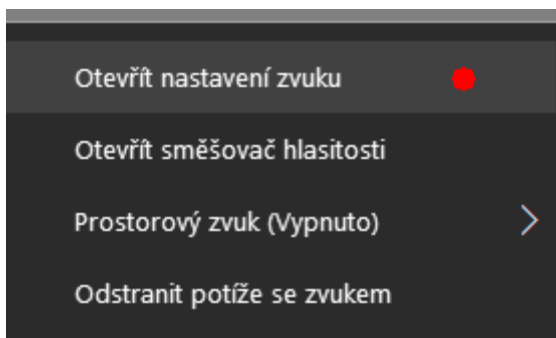 Otevřít nastavení zvuku
Otevřít směšovač hlasitosti
Prostorový zvuk (Vypnuto)
Odstranit potíže se zvukem